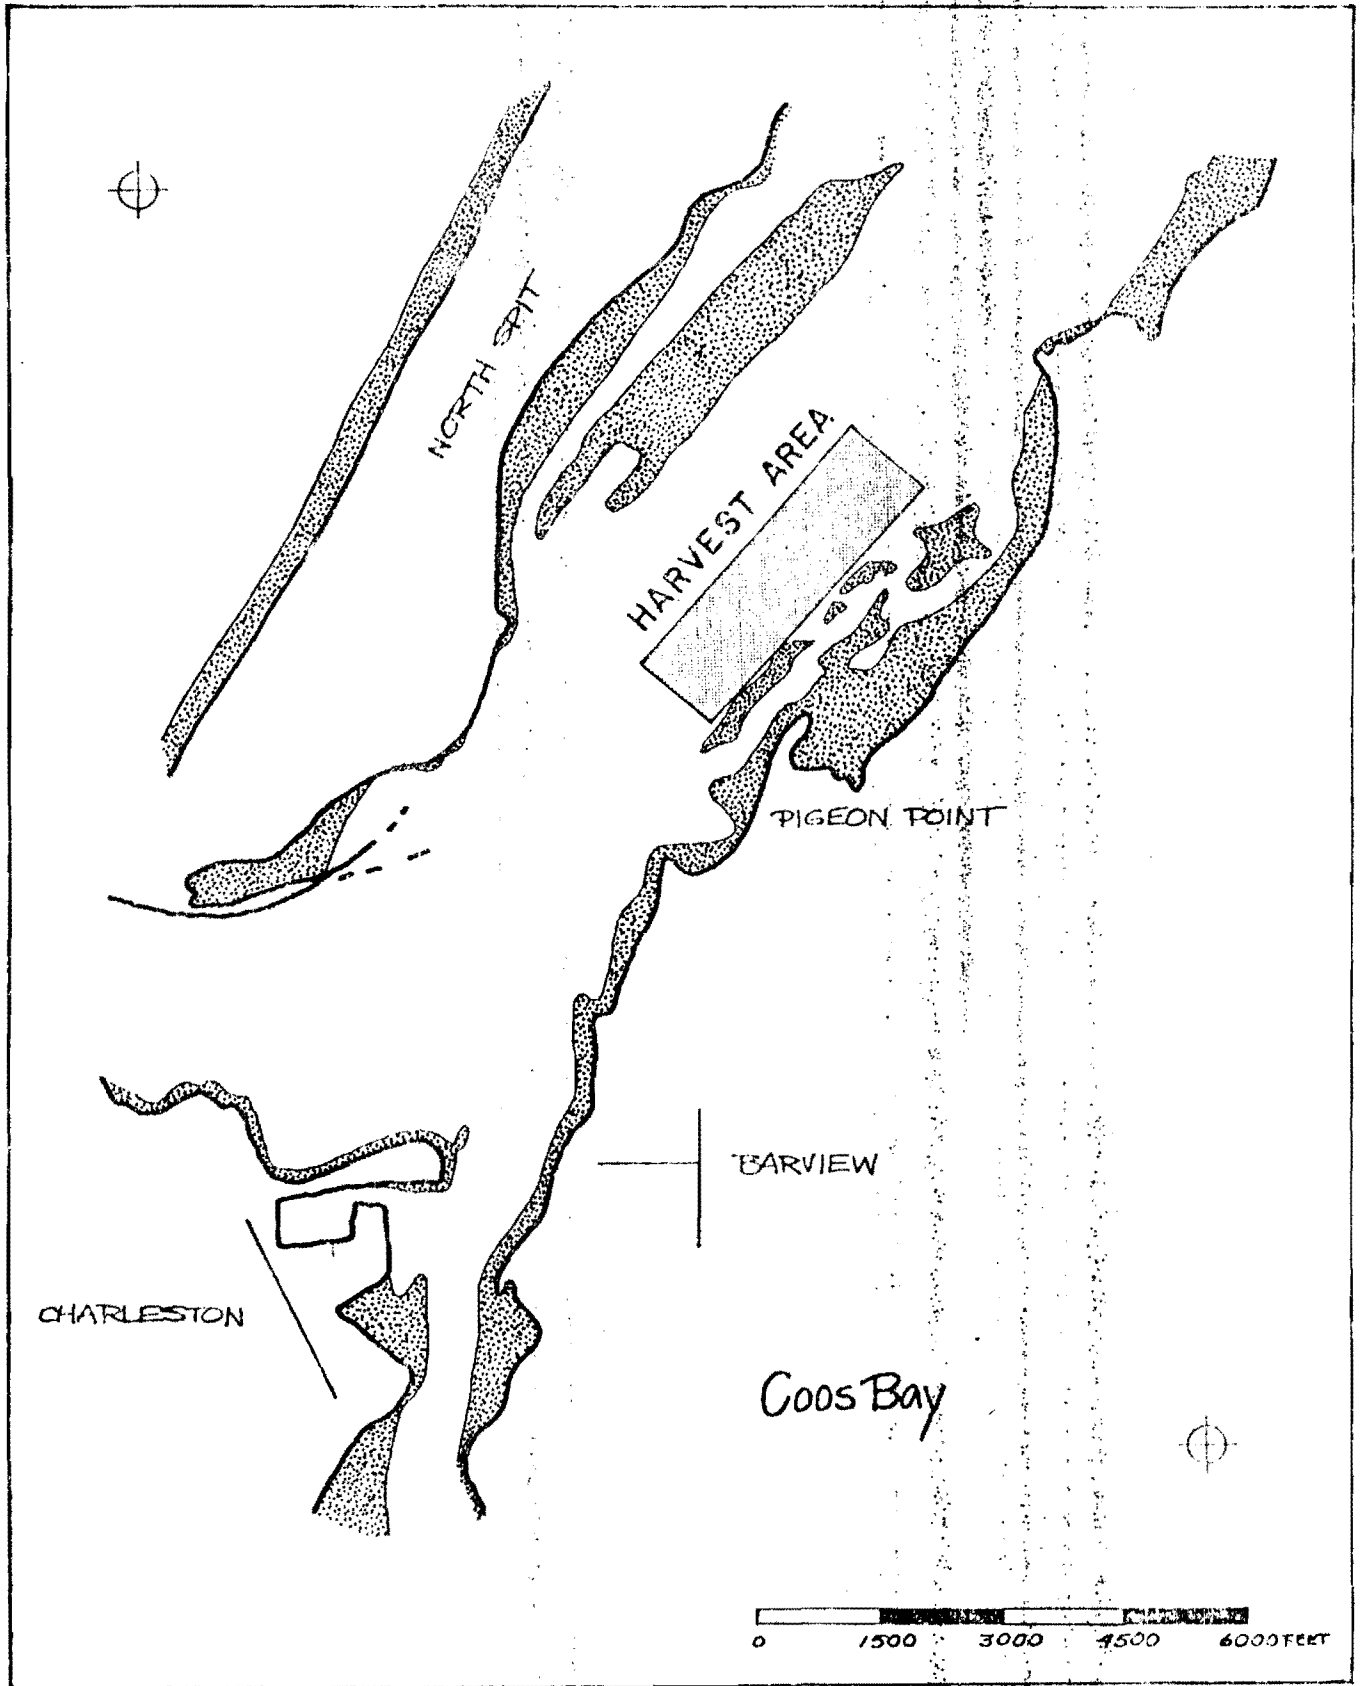 NORTH SPIT
HARVEST AREA
PIGEON POINT
BARVIEW
CHARLESTON
Coos Bay
0 1500 3000 4500 6000 FEET